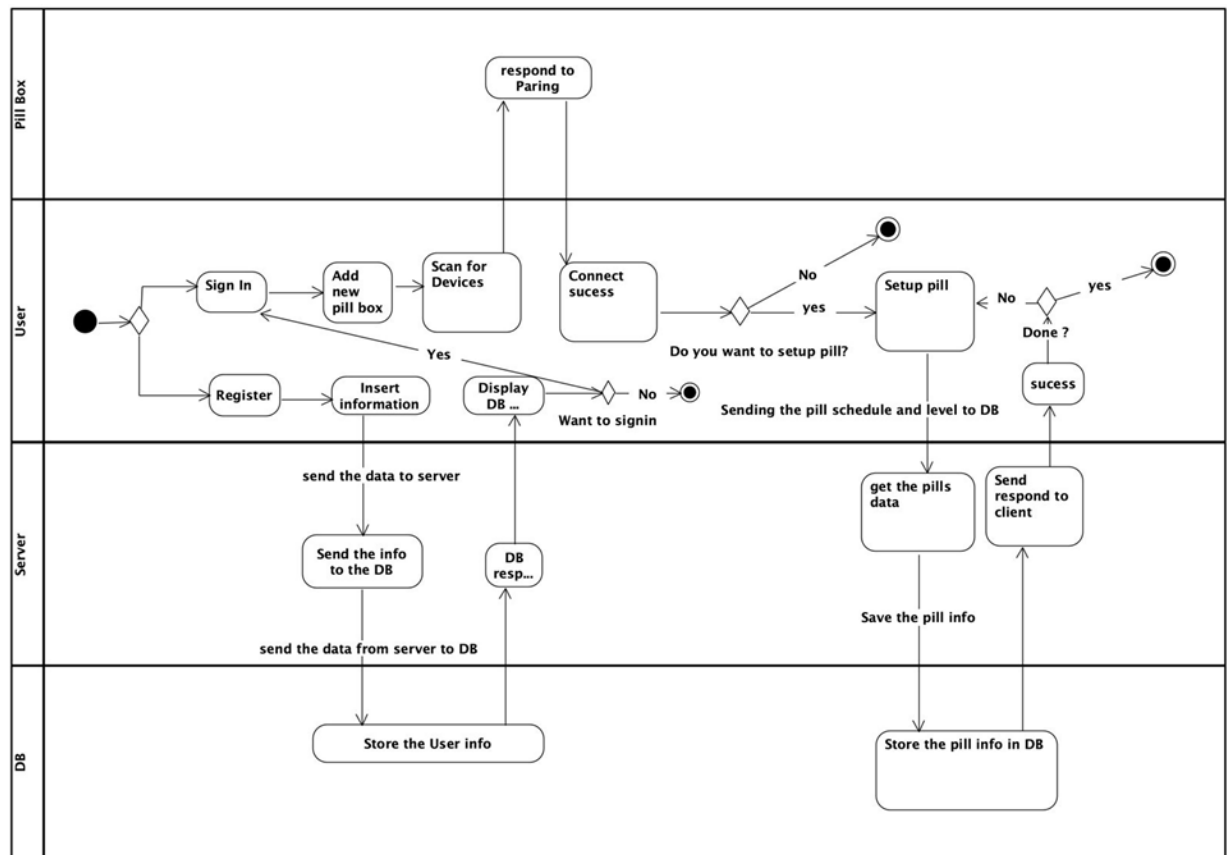 Pill Box
respond to
Paring
User
Sign In
Add
new
pill box
Scan for
Devices
Connect
sucess
No
yes
Do you want to setup pill?
Setup pill
No
yes
Done ?
sucess
Yes
Register
Insert
information
Display
DB ...
No
Want to signin
Sending the pill schedule and level to DB
Server
send the data to server
Send the info
to the DB
DB
resp...
get the pills
data
Send
respond to
client
Save the pill info
send the data from server to DB
DB
Store the User info
Store the pill info in DB